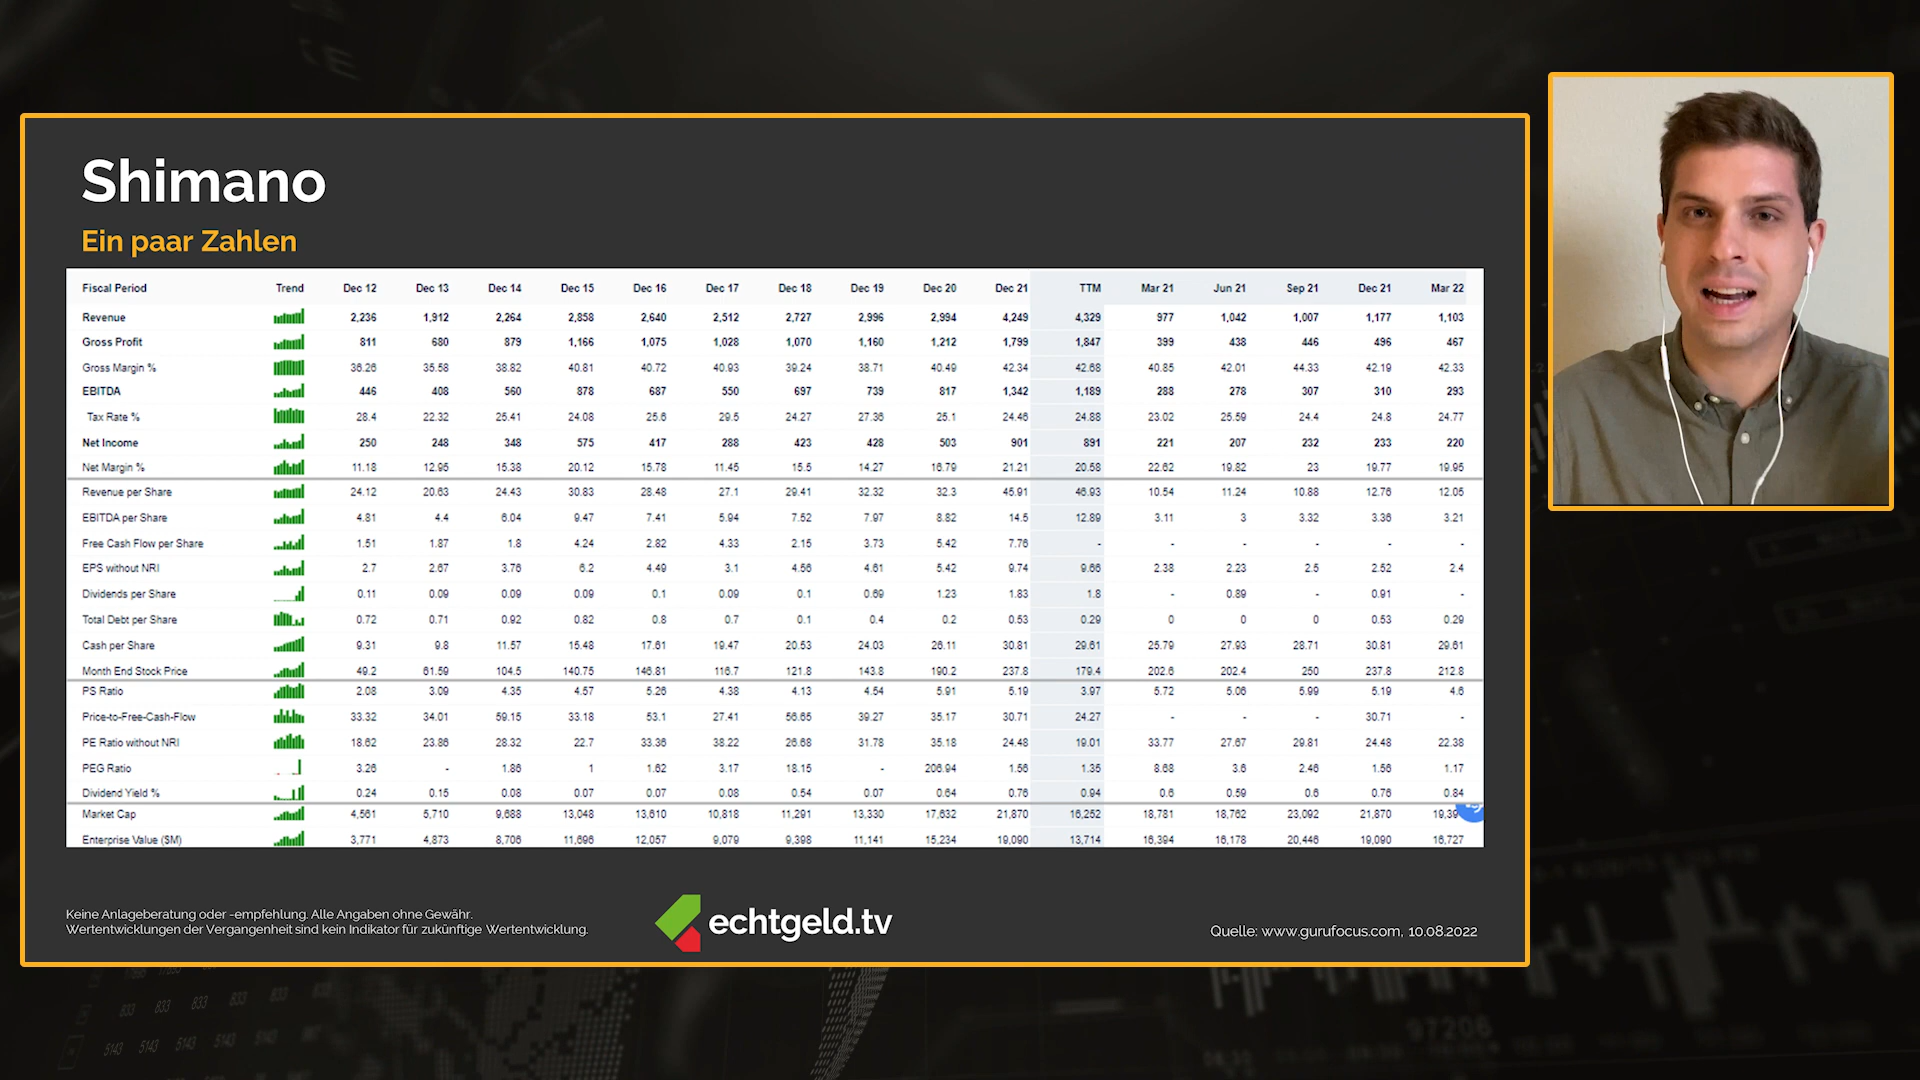 Shimano
Ein paar Zahlen
Fiscal Period Trend Dec 12 Dec 13 Dec 14 Dec 15 Dec 16 Dec 17 Dec 18 Dec 19 Dec 20 Dec 21 TTM Mar 21 Jun 21 Sep 21 Dec 21 Mar 22
Revenue 2,236 1,912 2,264 2,858 2,640 2,512 2,727 2,996 2,994 4,249 4,329 977 1,042 1,007 1,177 1,103
Gross Profit 811 680 879 1,166 1,075 1,028 1,070 1,160 1,212 1,799 1,847 399 438 446 496 467
Gross Margin % 36.26 35.58 38.82 40.81 40.72 40.93 39.24 38.71 40.49 42.34 42.68 40.85 42.01 44.33 42.19 42.33
EBITDA 446 408 560 878 687 550 697 739 817 1,342 1,189 288 278 307 310 293
Tax Rate % 28.4 22.32 25.41 24.08 25.6 29.5 24.27 27.36 25.1 24.46 24.88 23.02 25.59 24.4 24.8 24.77
Net Income 250 248 348 575 417 288 423 428 503 901 891 221 207 232 233 220
Net Margin % 11.18 12.95 15.38 20.12 15.78 11.45 15.5 14.27 16.79 21.21 20.58 22.62 19.82 23 19.77 19.95
Revenue per Share 24.12 20.63 24.43 30.83 28.48 27.1 29.41 32.32 32.3 45.91 46.93 10.54 11.24 10.88 12.76 12.05
EBITDA per Share 4.81 4.4 6.04 9.47 7.41 5.94 7.52 7.97 8.82 14.5 12.89 3.11 3 3.32 3.36 3.21
Free Cash Flow per Share 1.51 1.87 1.8 4.24 2.82 4.33 2.15 3.73 5.42 7.76 - - - - - -
EPS without NRI 2.7 2.67 3.76 6.2 4.49 3.1 4.56 4.61 5.42 9.74 9.66 2.38 2.23 2.5 2.52 2.4
Dividends per Share 0.11 0.09 0.09 0.09 0.1 0.09 0.1 0.69 1.23 1.83 1.8 - 0.89 - 0.91 -
Total Debt per Share 0.72 0.71 0.92 0.82 0.8 0.7 0.1 0.4 0.2 0.53 0.29 0 0 0 0.53 0.29
Cash per Share 9.31 9.8 11.57 15.48 17.61 19.47 20.53 24.03 26.11 30.81 29.61 25.79 27.93 28.71 30.81 29.61
Month End Stock Price 49.2 61.59 104.5 140.75 146.81 116.7 121.8 143.8 190.2 237.8 179.4 202.6 202.4 250 237.8 212.8
PS Ratio 2.08 3.09 4.35 4.57 5.26 4.38 4.13 4.54 5.91 5.19 3.97 5.72 5.06 5.99 5.19 4.6
Price-to-Free-Cash-Flow 33.32 34.01 59.15 33.18 53.1 27.41 56.65 39.27 35.17 30.71 24.27 - - - 30.71 -
PE Ratio without NRI 18.62 23.86 28.32 22.7 33.36 38.22 26.68 31.78 35.18 24.48 19.01 33.77 27.67 29.81 24.48 22.38
PEG Ratio 3.26 - 1.86 1 1.62 3.17 18.15 - 206.94 1.56 1.35 8.68 3.6 2.46 1.56 1.17
Dividend Yield % 0.24 0.15 0.08 0.07 0.07 0.08 0.54 0.07 0.64 0.76 0.94 0.6 0.59 0.6 0.76 0.84
Market Cap 4,561 5,710 9,688 13,048 13,610 10,818 11,291 13,330 17,632 21,870 16,252 18,781 18,762 23,092 21,870
Enterprise Value ($M) 3,771 4,873 8,706 11,696 12,057 9,079 9,398 11,141 15,234 19,090 13,714 16,394 16,178 20,446 19,090 16,727
Keine Anlageberatung oder -empfehlung. Alle Angaben ohne Gewähr.
Wertentwicklungen der Vergangenheit sind kein Indikator für zukünftige Wertentwicklung.
echtgeld.tv
Quelle: www.gurufocus.com, 10.08.2022
833 833 833 833
5143 5143 5143 5143
97206